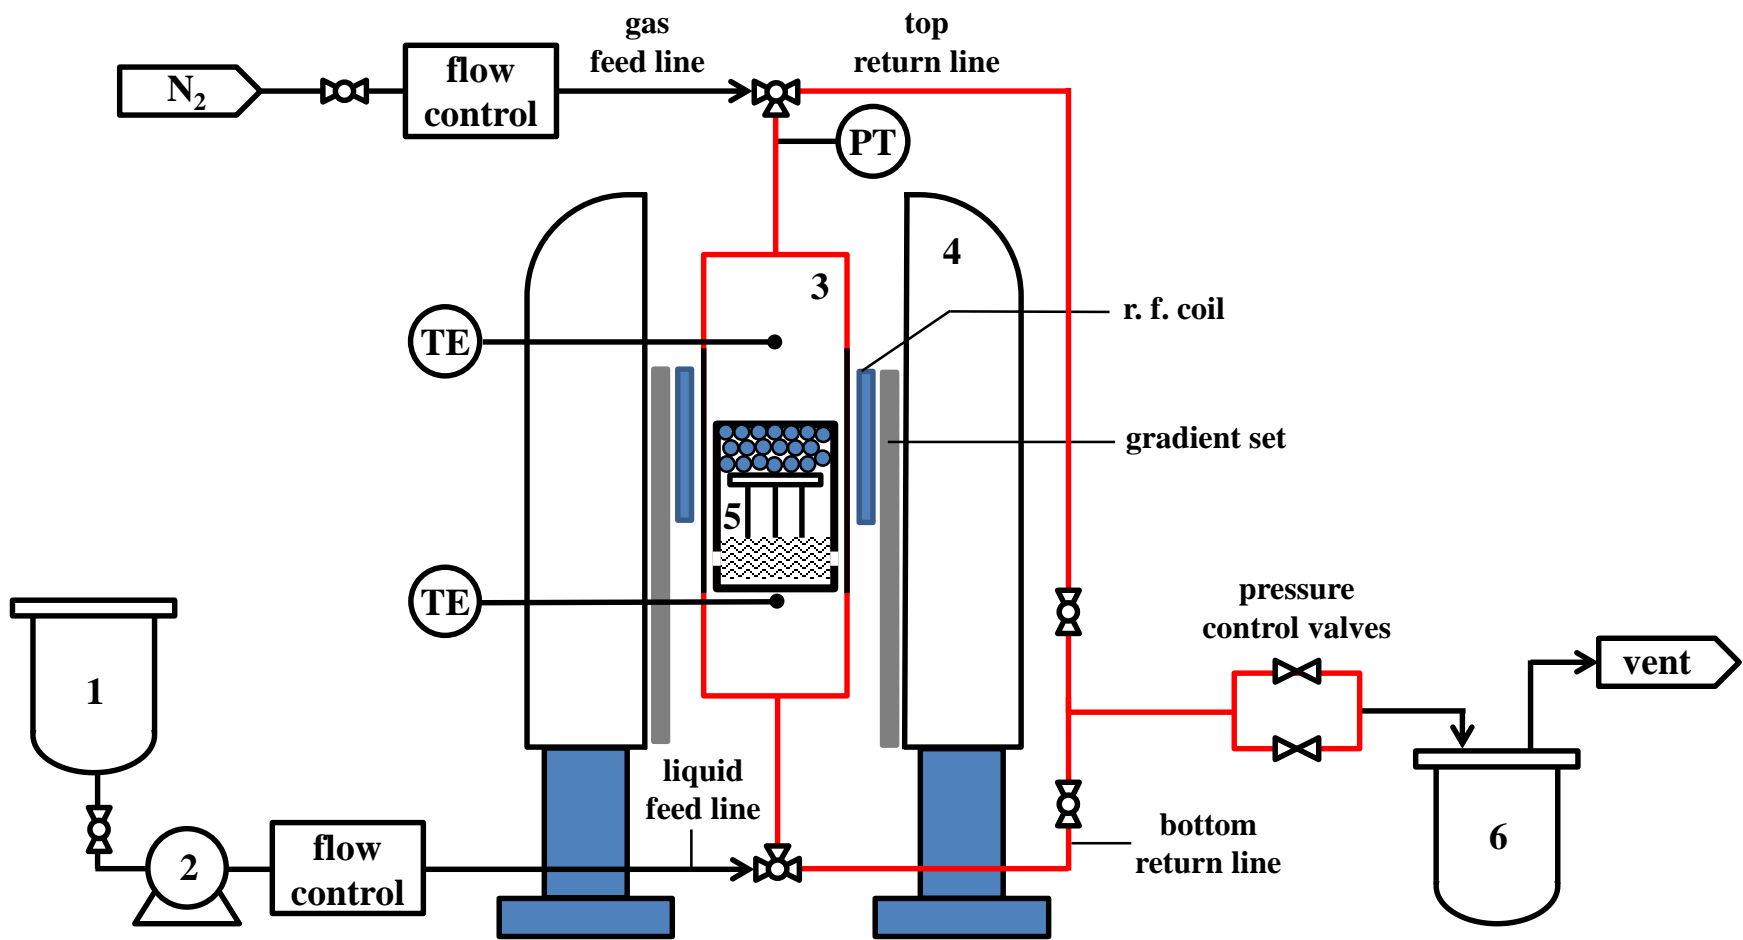 gas
feed line
top
return line
N2
flow
control
PT
4
3
r. f. coil
TE
gradient set
5
TE
pressure
control valves
vent
1
liquid
feed line
bottom
return line
6
2
flow
control